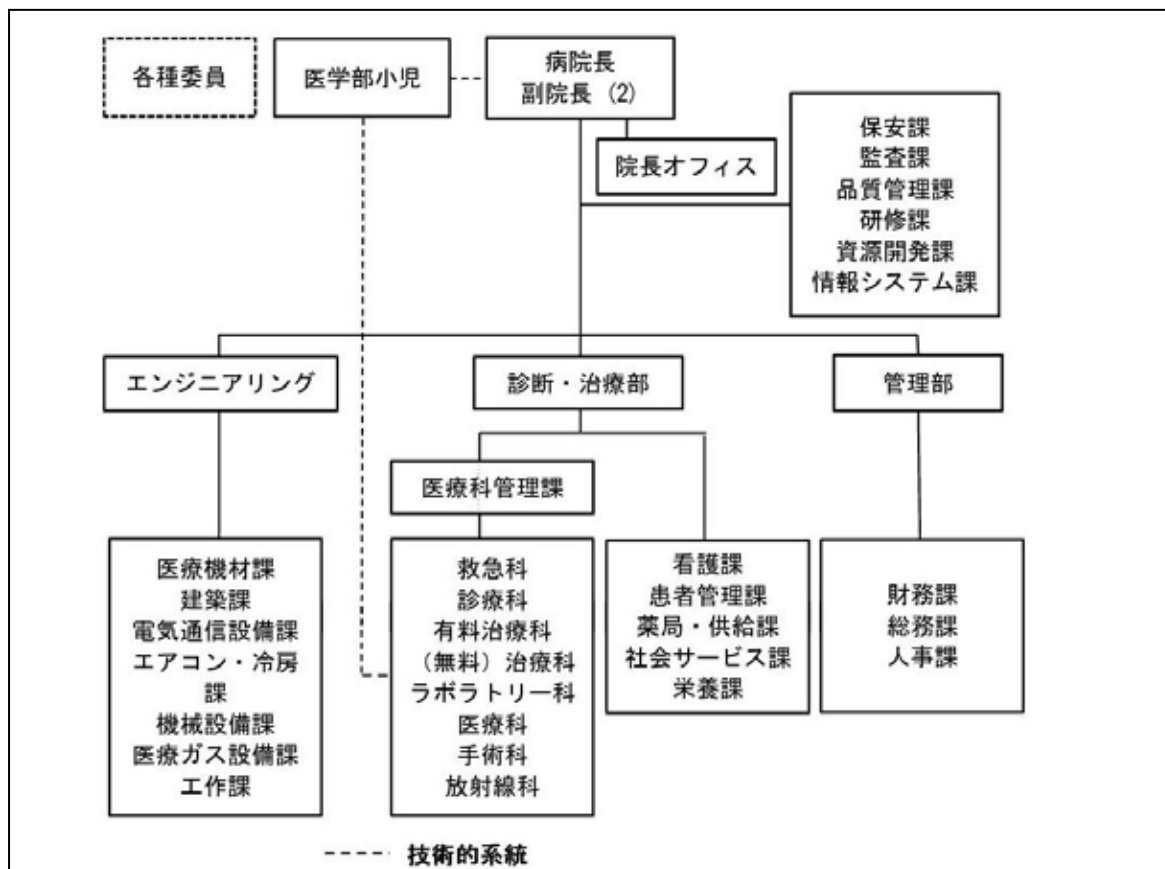 各種委員
医学部小児
病院長
副院長 (2)
院長オフィス
保安課
監査課
品質管理課
研修課
資源開発課
情報システム課
エンジニアリング
診断・治療部
管理部
医療科管理課
医療機材課
建築課
電気通信設備課
エアコン・冷房
課
機械設備課
医療ガス設備課
工作課
救急科
診療科
有料治療科
（無料）治療科
ラボラトリー科
医療科
手術科
放射線科
看護課
患者管理課
薬局・供給課
社会サービス課
栄養課
財務課
総務課
人事課
技術的系統